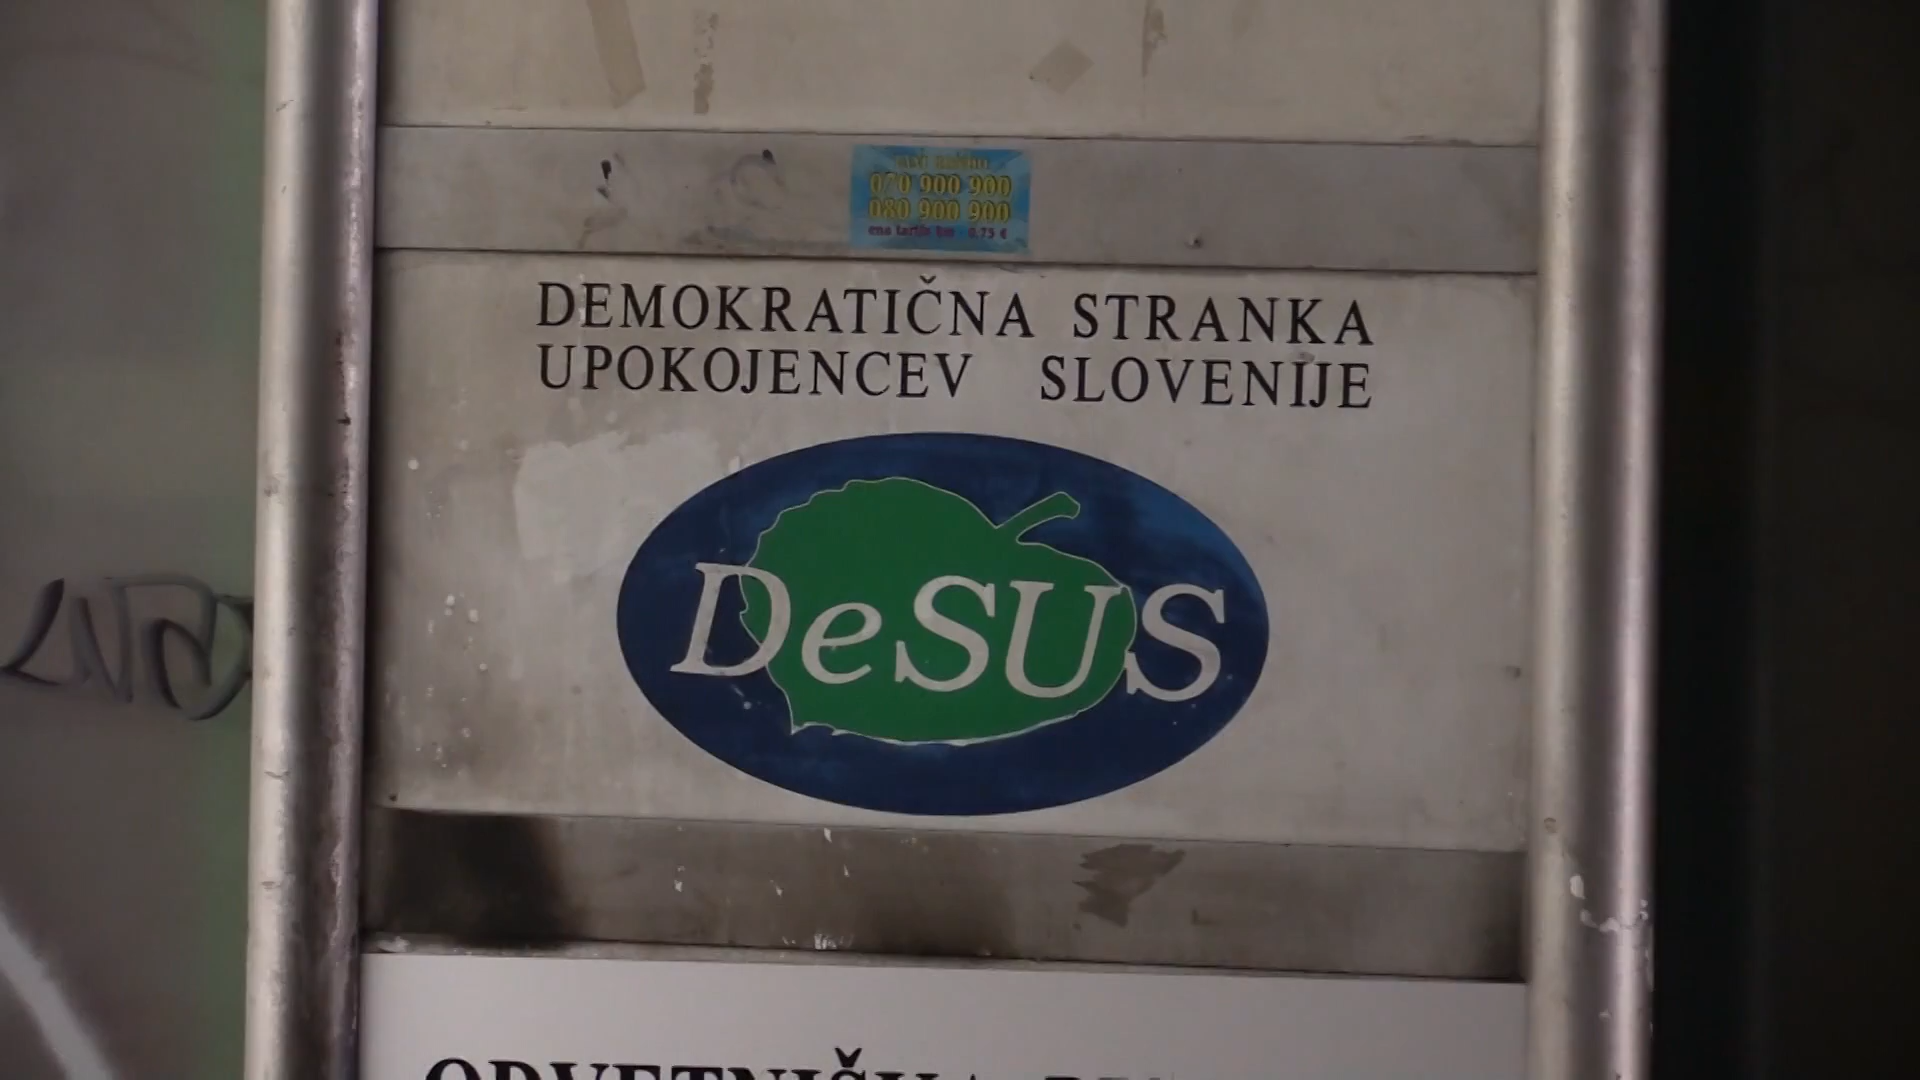 070 900 900
080 900 900
DEMOKRATIČNA STRANKA
UPOKOJENCEV SLOVENIJE
DeSUS
ODVETNIŠKA